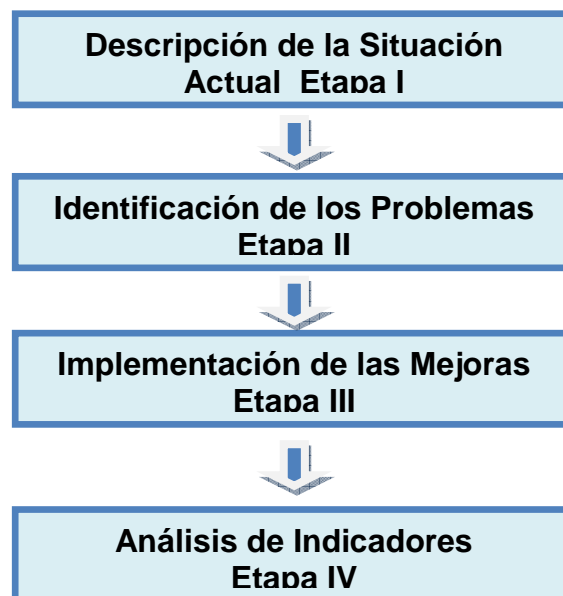 Descripción de la Situación
Actual Etapa I
Identificación de los Problemas
Etapa II
Implementación de las Mejoras
Etapa III
Análisis de Indicadores
Etapa IV